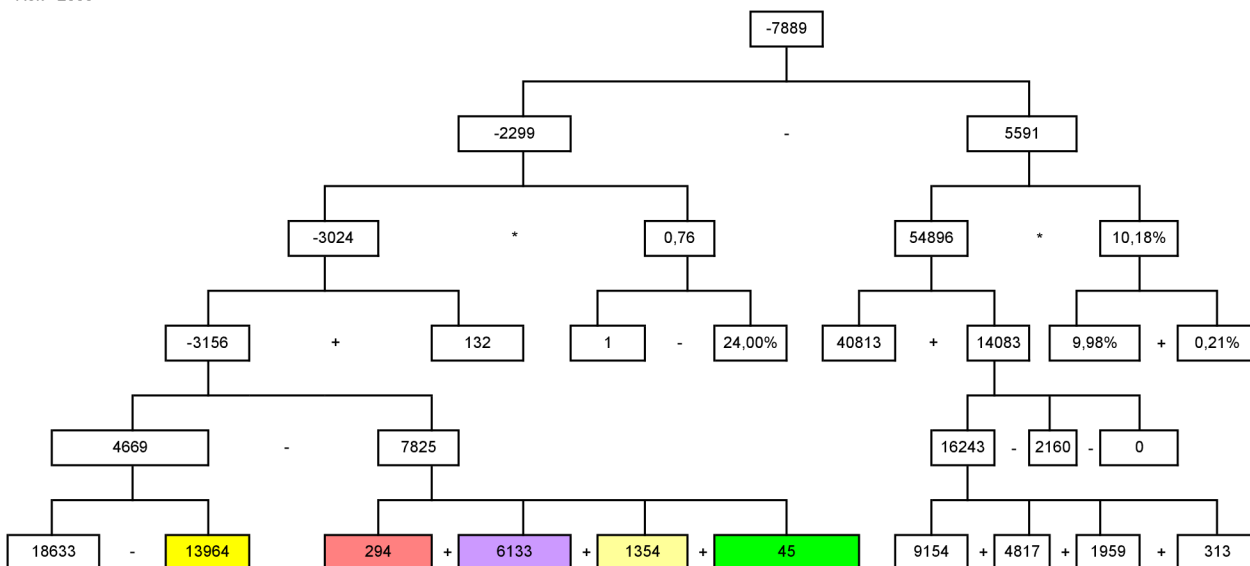 -7889
-2299 - 5591
-3024 * 0,76 54896 * 10,18%
-3156 + 132 1 - 24,00% 40813 + 14083 9,98% + 0,21%
4669 - 7825 16243 - 2160 - 0
18633 - 13964 294 + 6133 + 1354 + 45 9154 + 4817 + 1959 + 313